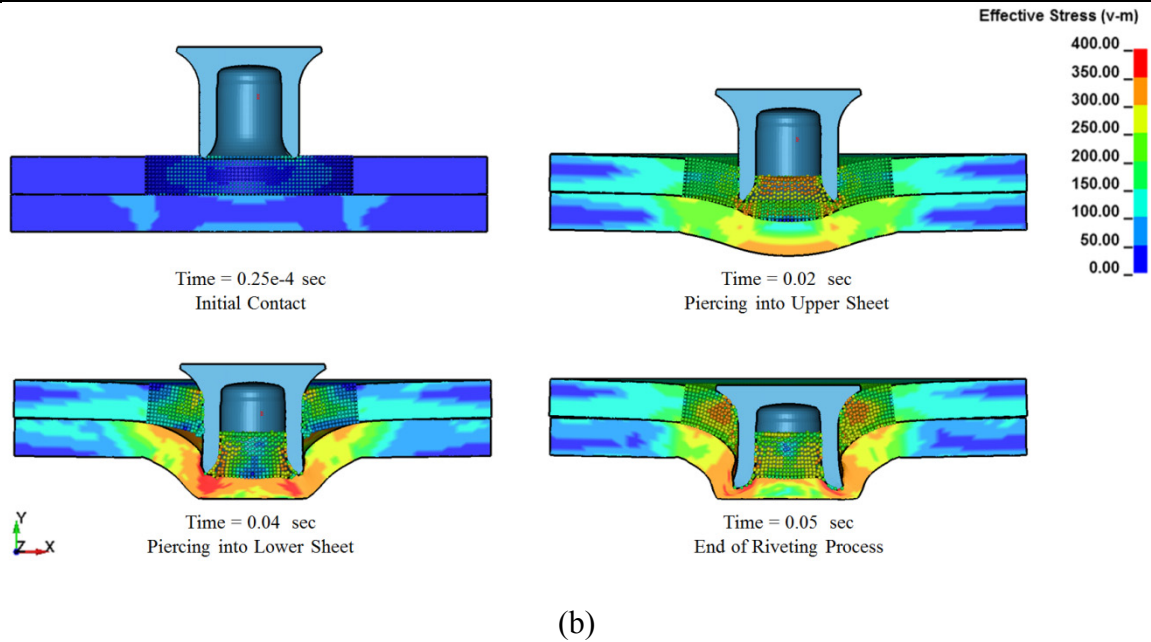 Effective Stress (v-m)
400.00
350.00
300.00
250.00
200.00
150.00
100.00
50.00
0.00
Time = 0.25e-4 sec
Initial Contact
Time = 0.02 sec
Piercing into Upper Sheet
Time = 0.04 sec
Piercing into Lower Sheet
Time = 0.05 sec
End of Riveting Process
Y
Z X
(b)